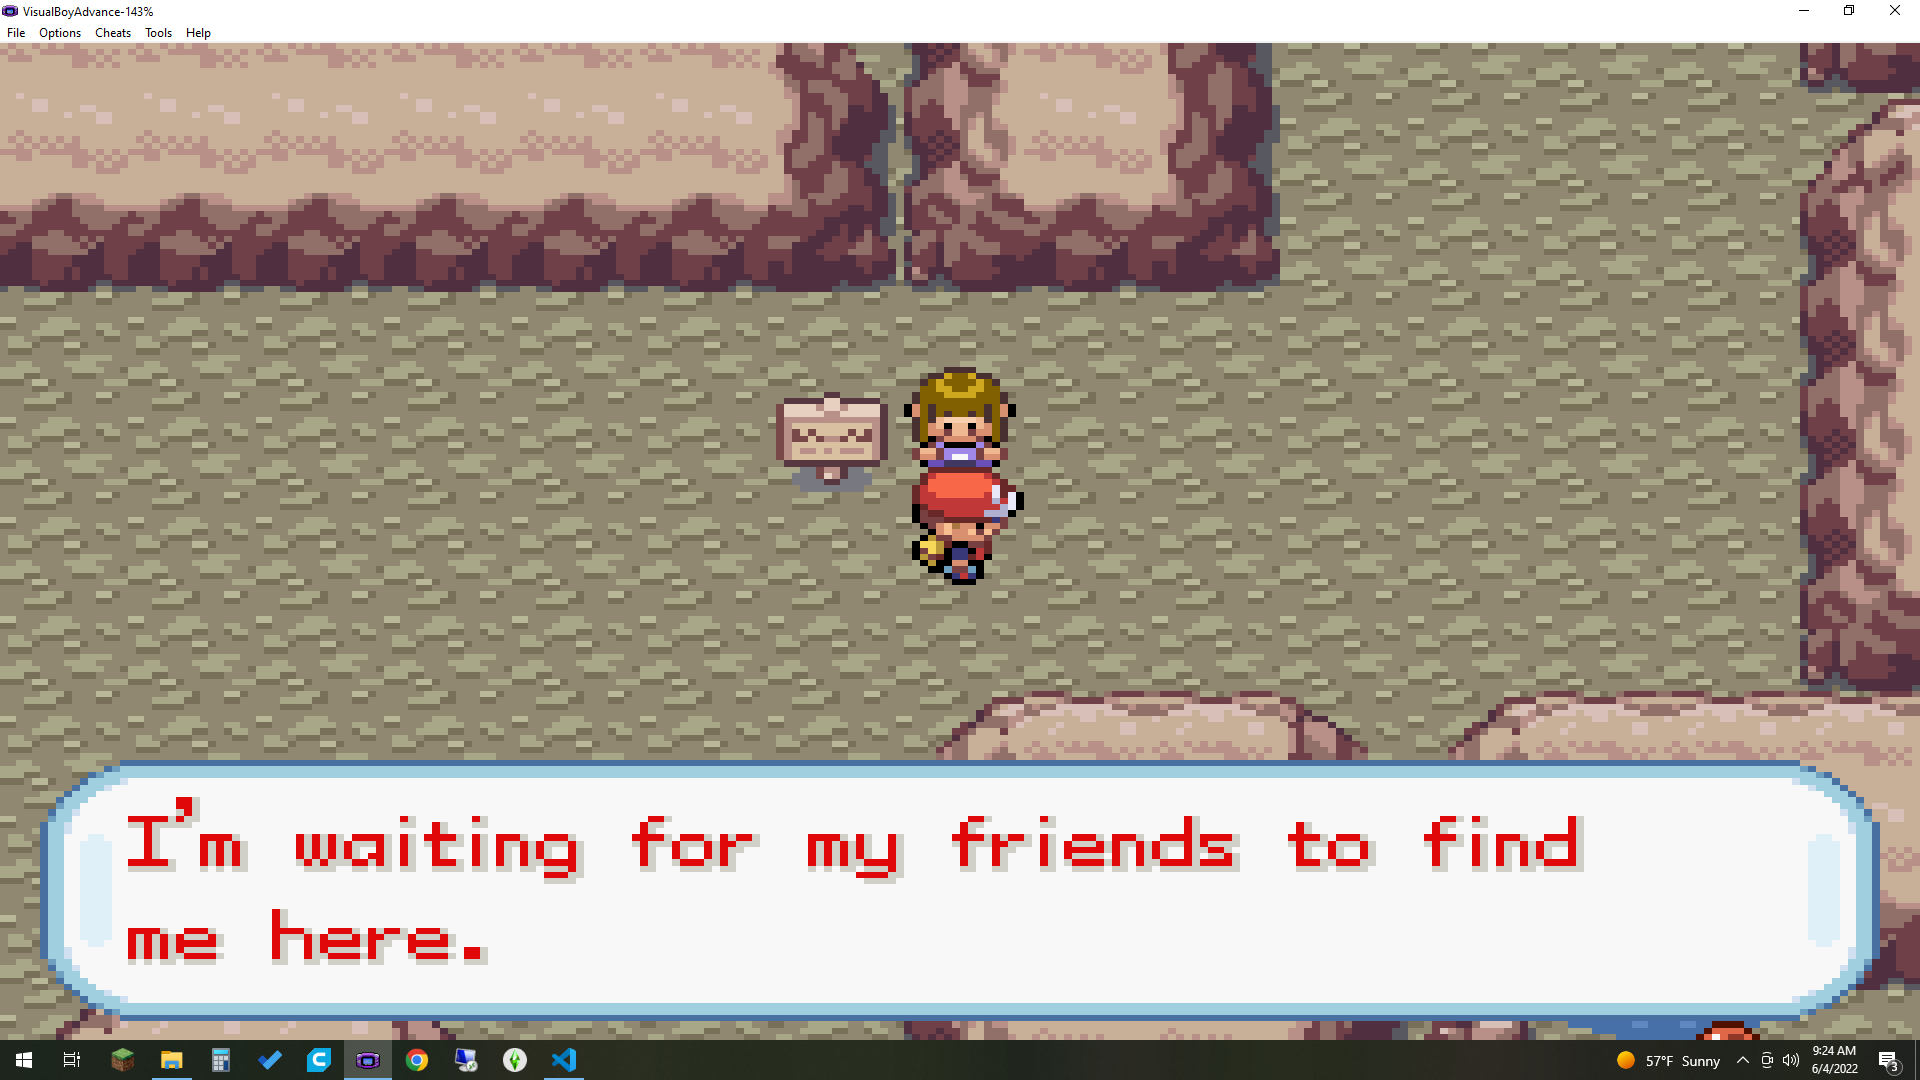 VisualBoyAdvance-143%
File Options Cheats Tools Help
I'm waiting for my friends to find
me here.
57°F Sunny
9:24 AM
6/4/2022
3